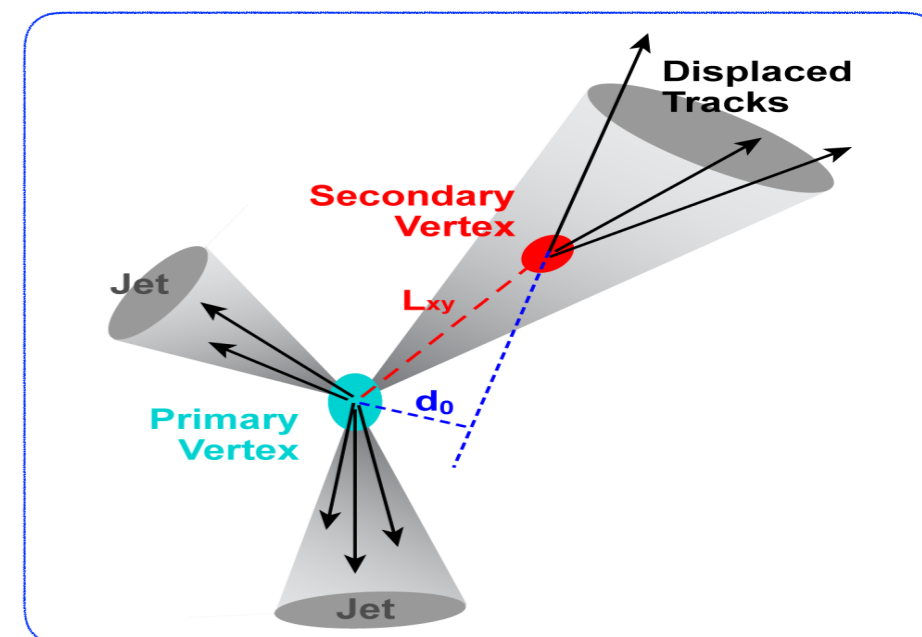 Displaced
Tracks
Secondary
Vertex
Jet
Lxy
d0
Primary
Vertex
Jet